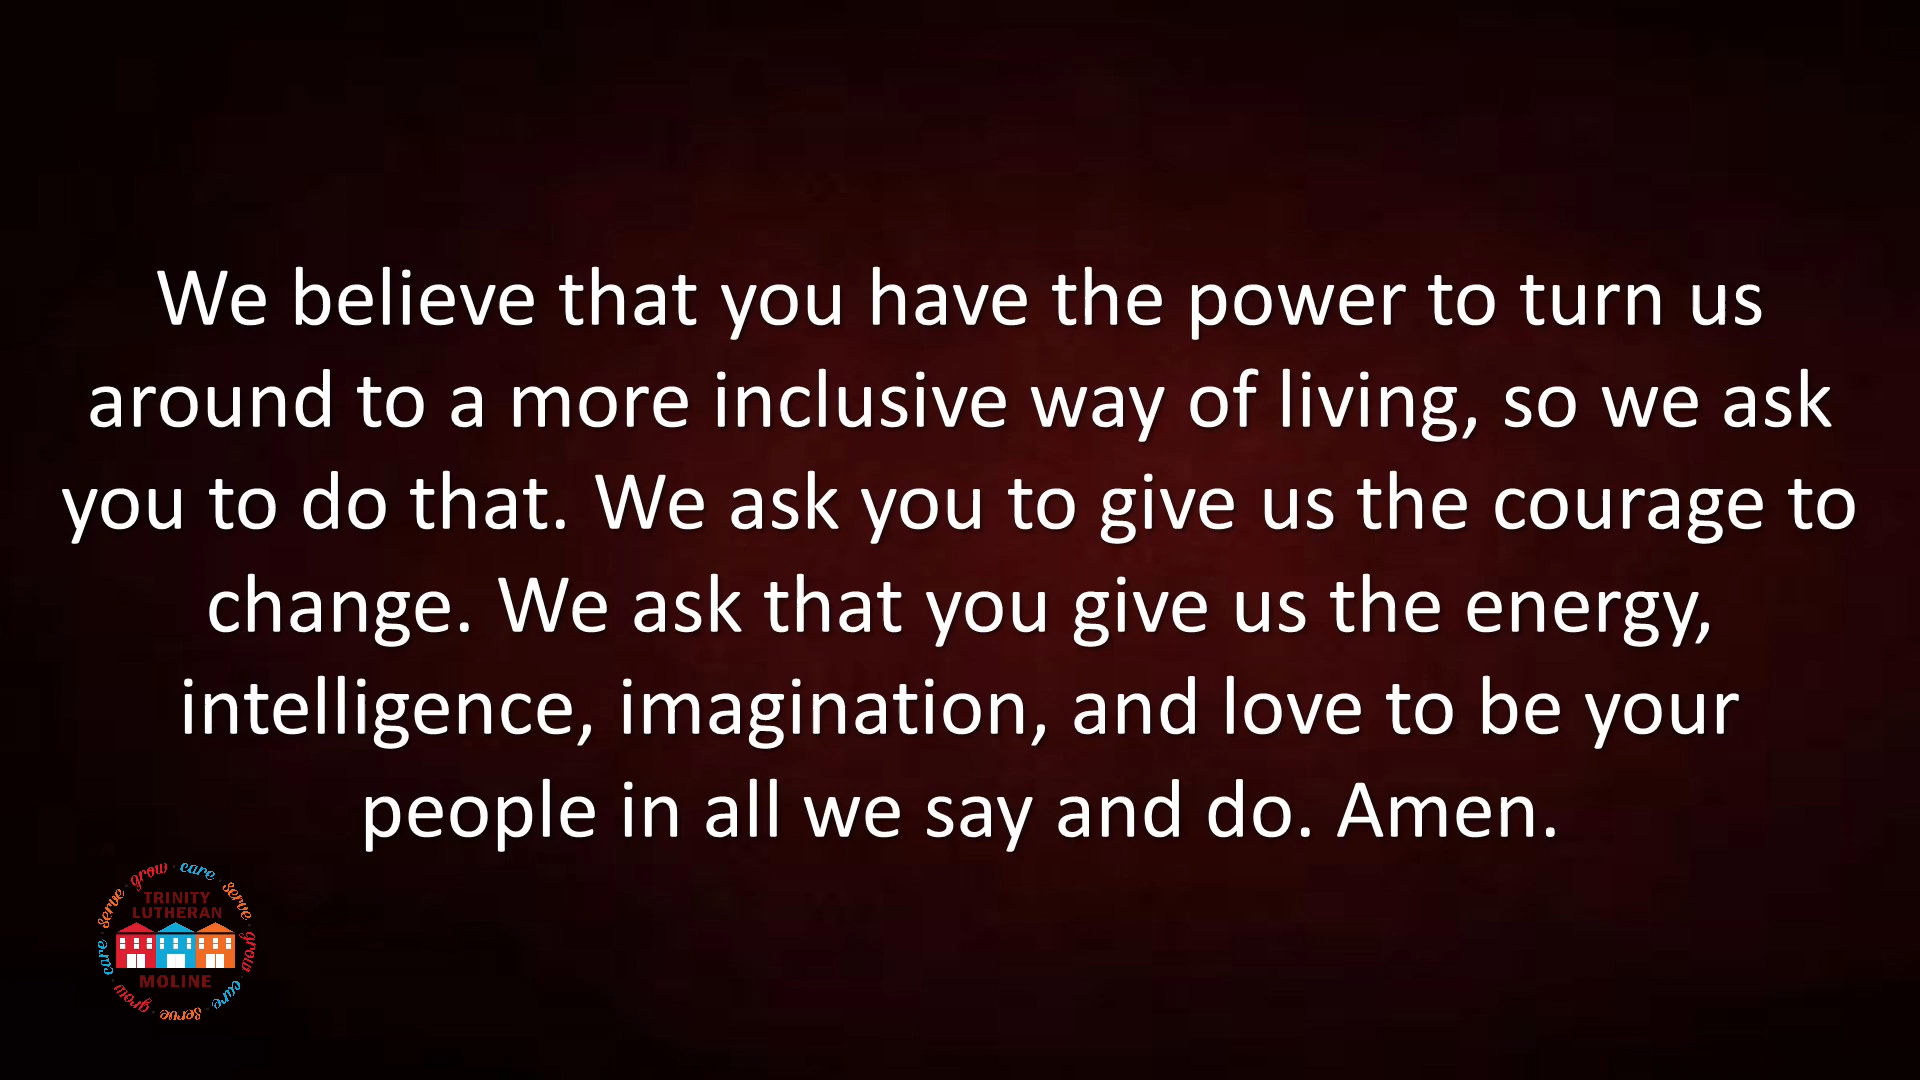 We believe that you have the power to turn us
around to a more inclusive way of living, so we ask
you to do that. We ask you to give us the courage to
change. We ask that you give us the energy,
intelligence, imagination, and love to be your
people in all we say and do. Amen.
grow · care · serve · grow · care · serve · grow · care · serve
TRINITY
LUTHERAN
MOLINE